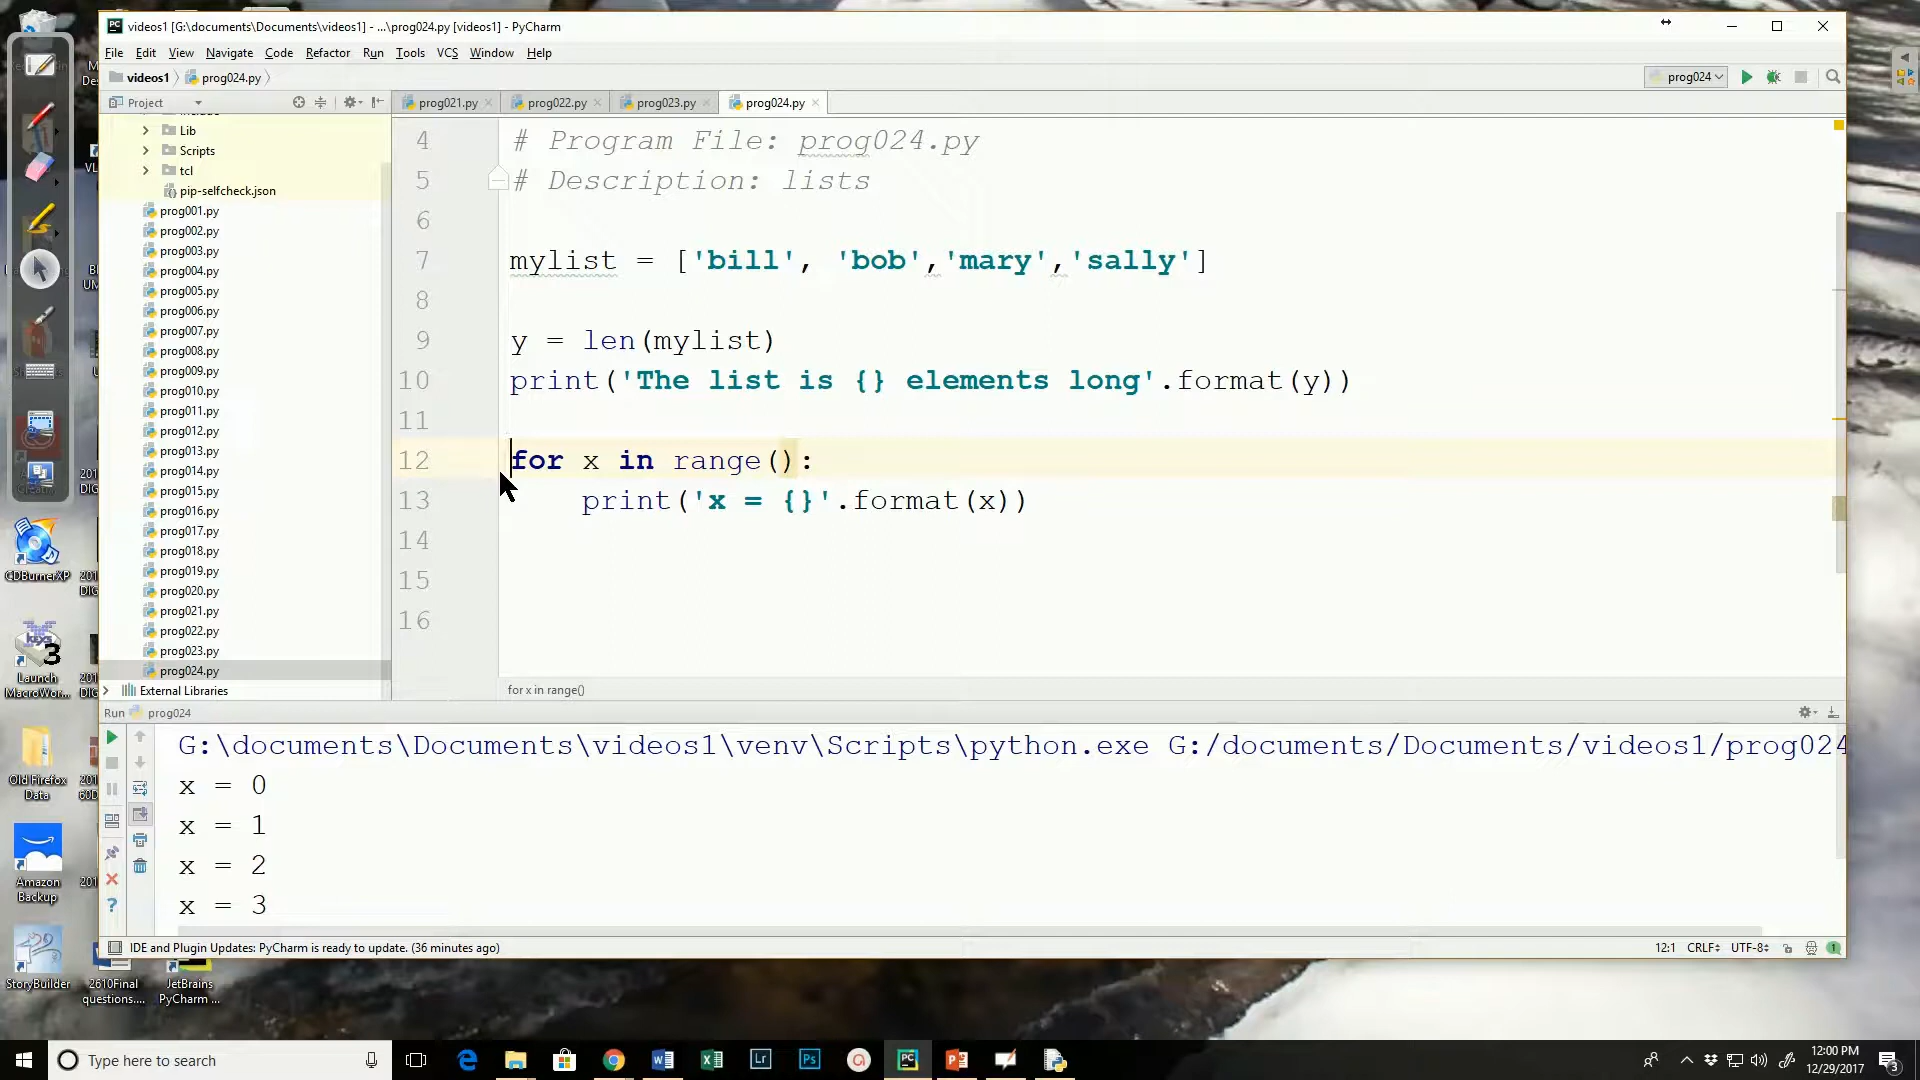 videos1 [G:\documents\Documents\videos1] - ...\prog024.py [videos1] - PyCharm
File Edit View Navigate Code Refactor Run Tools VCS Window Help
videos1 prog024.py
prog024
Project
prog021.py prog022.py prog023.py prog024.py
Lib
Scripts
tcl
pip-selfcheck.json
prog001.py
prog002.py
prog003.py
prog004.py
prog005.py
prog006.py
prog007.py
prog008.py
prog009.py
prog010.py
prog011.py
prog012.py
prog013.py
prog014.py
prog015.py
prog016.py
prog017.py
prog018.py
prog019.py
prog020.py
prog021.py
prog022.py
prog023.py
prog024.py
External Libraries
4 # Program File: prog024.py
5 # Description: lists
6
7 mylist = ['bill', 'bob','mary','sally']
8
9 y = len(mylist)
10 print('The list is {} elements long'.format(y))
11
12 for x in range():
13 print('x = {}'.format(x))
14
15
16
for x in range()
Run prog024
G:\documents\Documents\videos1\venv\Scripts\python.exe G:/documents/Documents/videos1/prog024
x = 0
x = 1
x = 2
x = 3
IDE and Plugin Updates: PyCharm is ready to update. (36 minutes ago)
12:1 CRLF UTF-8
CDBurnerXP
Launch
MacroWor...
Old Firefox
Data
Amazon
Backup
StoryBuilder
2610Final
questions....
JetBrains
PyCharm ...
Type here to search
12:00 PM
12/29/2017